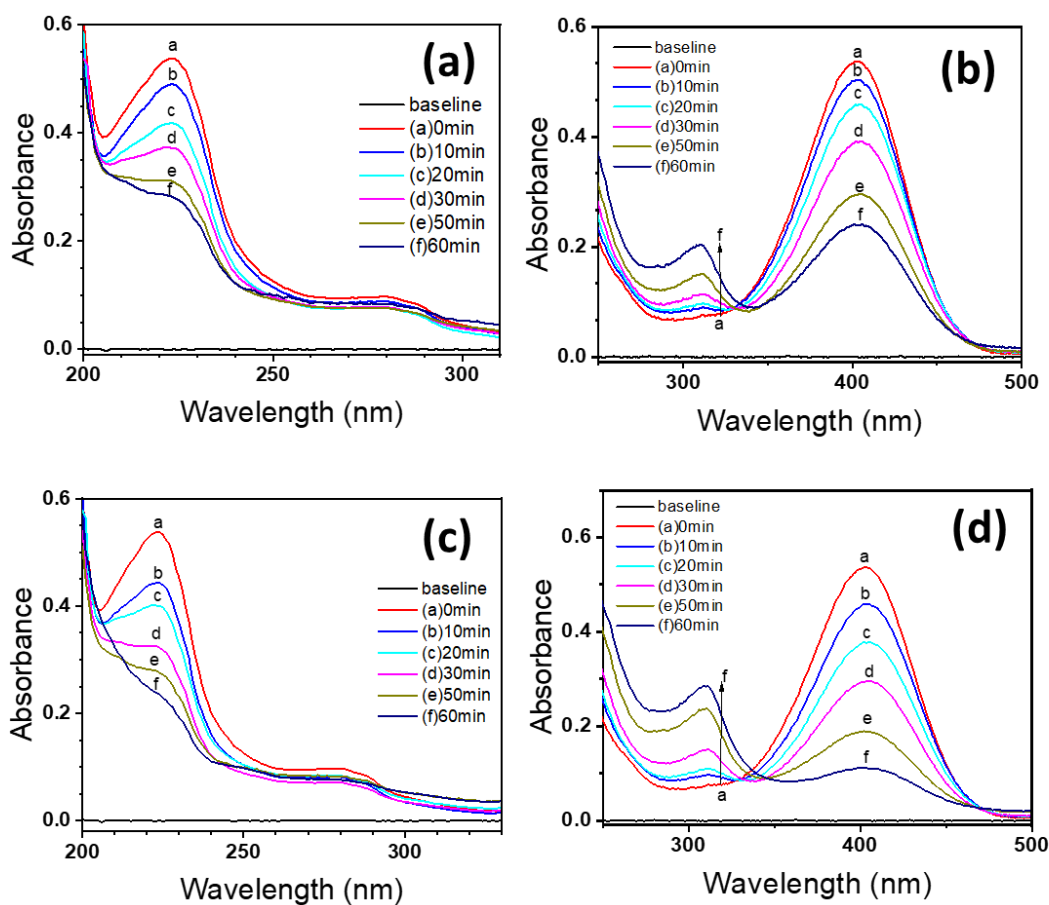 (a)
0.6
0.4
0.2
0.0
Absorbance
a
b
c
d
e
f
baseline
(a)0min
(b)10min
(c)20min
(d)30min
(e)50min
(f)60min
200
250
300
Wavelength (nm)
(b)
0.6
0.4
0.2
0.0
Absorbance
baseline
(a)0min
(b)10min
(c)20min
(d)30min
(e)50min
(f)60min
f
a
a
b
c
d
e
f
300
400
500
Wavelength (nm)
(c)
0.6
0.4
0.2
0.0
Absorbance
a
b
c
d
e
f
baseline
(a)0min
(b)10min
(c)20min
(d)30min
(e)50min
(f)60min
200
250
300
Wavelength (nm)
(d)
0.6
0.4
0.2
0.0
Absorbance
baseline
(a)0min
(b)10min
(c)20min
(d)30min
(e)50min
(f)60min
f
a
a
b
c
d
e
f
300
400
500
Wavelength (nm)